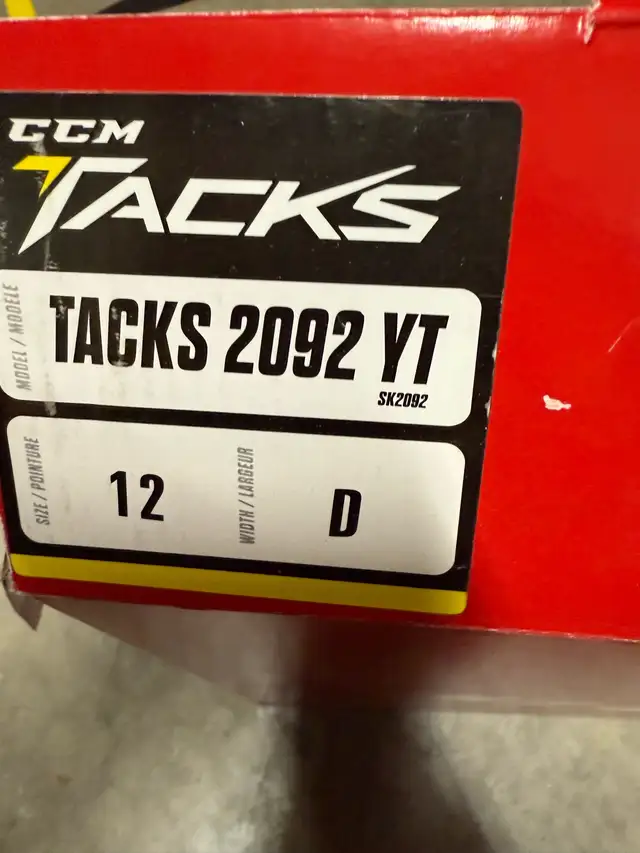 CCM
TACKS
MODEL / MODÈLE
TACKS 2092 YT
SK2092
SIZE / POINTURE
12
WIDTH / LARGEUR
D